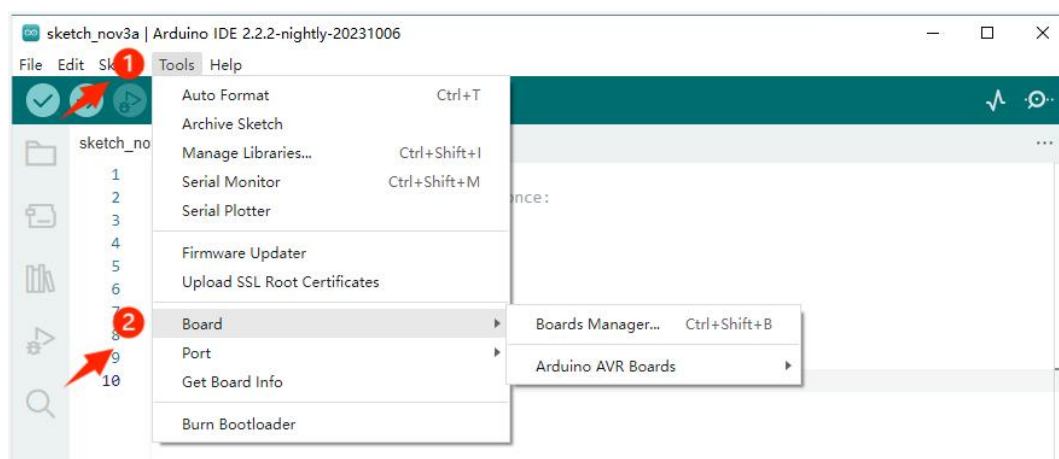 sketch_nov3a | Arduino IDE 2.2.2-nightly-20231006
File Edit Tools Help
1
Auto Format Ctrl+T
Archive Sketch
sketch_no
Manage Libraries... Ctrl+Shift+I
1
Serial Monitor Ctrl+Shift+M
2
once:
Serial Plotter
3
4
Firmware Updater
5
Upload SSL Root Certificates
6
2
Board
Boards Manager... Ctrl+Shift+B
8
Port
9
Arduino AVR Boards
Get Board Info
10
Burn Bootloader